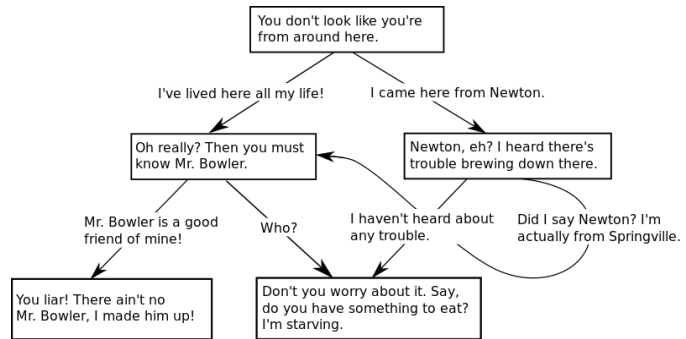 You don't look like you're
from around here.
I've lived here all my life!
I came here from Newton.
Oh really? Then you must
know Mr. Bowler.
Newton, eh? I heard there's
trouble brewing down there.
Mr. Bowler is a good
friend of mine!
Who?
I haven't heard about
any trouble.
Did I say Newton? I'm
actually from Springville.
You liar! There ain't no
Mr. Bowler, I made him up!
Don't you worry about it. Say,
do you have something to eat?
I'm starving.